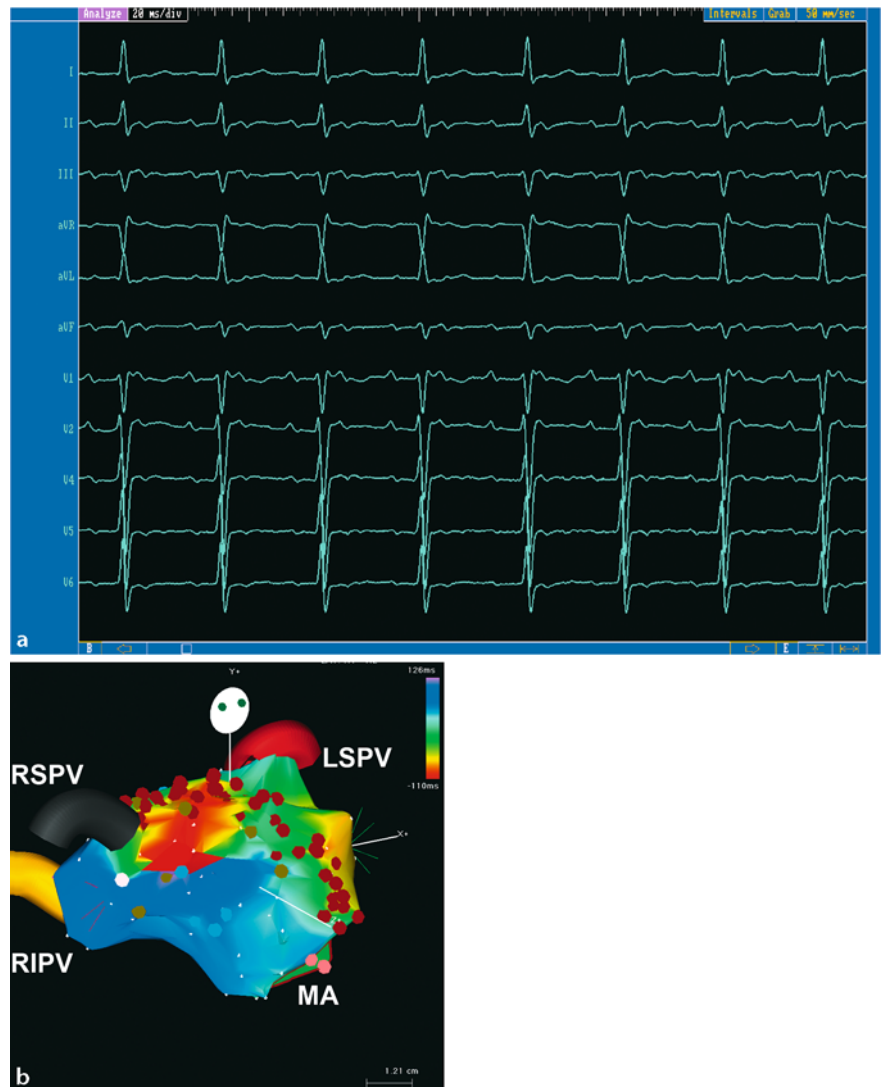 Analyze 20 ms/div Intervals Grab 50 mm/sec
I
II
III
aVR
aVL
aVF
V1
V2
V4
V5
V6
a
B E
Y+
126ms
LSPV
RSPV
-110ms
X+
RIPV
MA
1.21 cm
b